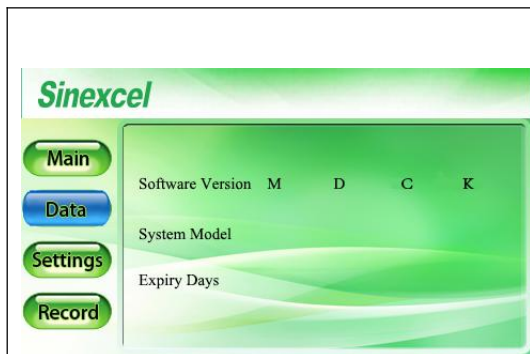 Sinexcel
Main
Data
Settings
Record
Software Version M D C K
System Model
Expiry Days